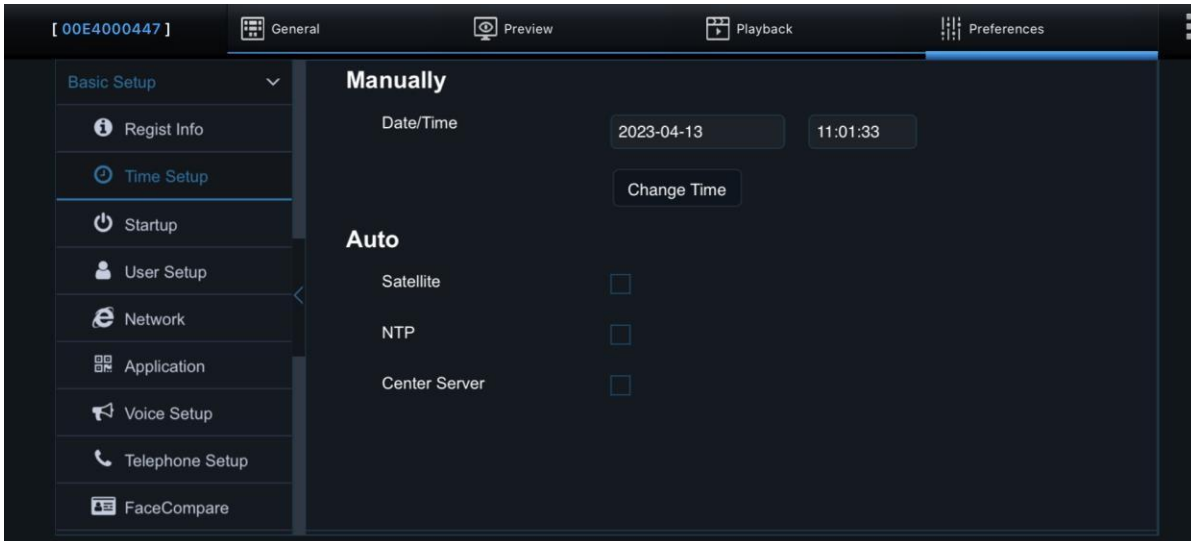 [ 00E4000447 ]
General
Preview
Playback
Preferences
Basic Setup
Regist Info
Time Setup
Startup
User Setup
Network
Application
Voice Setup
Telephone Setup
FaceCompare
Manually
Date/Time 2023-04-13 11:01:33
Change Time
Auto
Satellite
NTP
Center Server